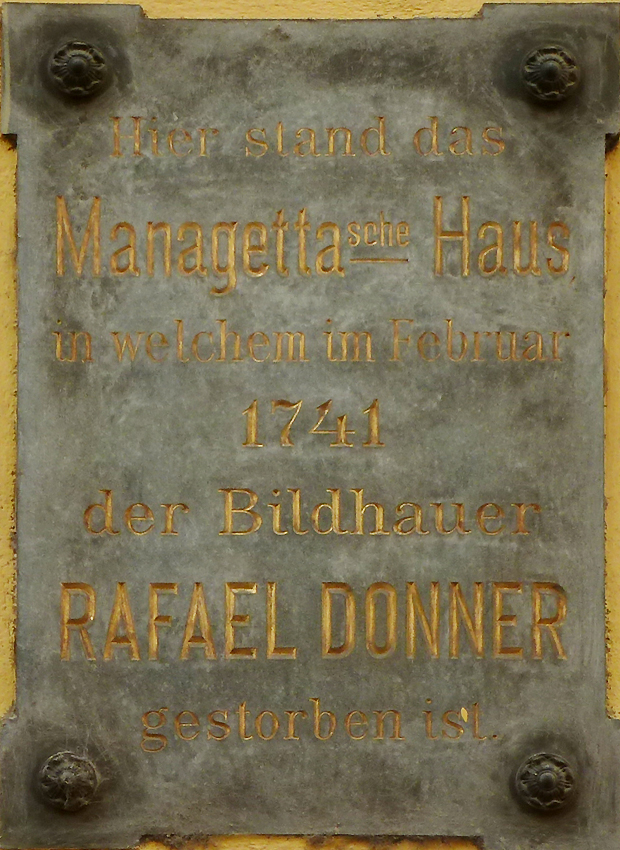 Hier stand das
Managettasche Haus,
in welchem im Februar
1741
der Bildhauer
RAFAEL DONNER
gestorben ist.